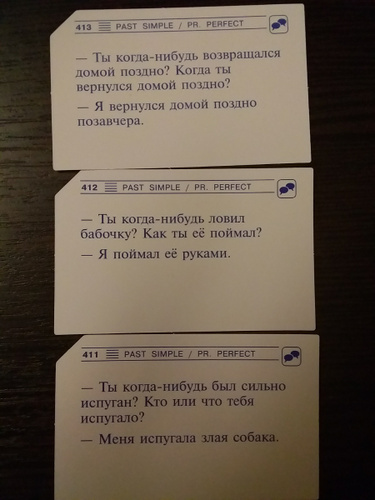 413 PAST SIMPLE / PR. PERFECT
— Ты когда-нибудь возвращался
домой поздно? Когда ты
вернулся домой поздно?
— Я вернулся домой поздно
позавчера.
412 PAST SIMPLE / PR. PERFECT
— Ты когда-нибудь ловил
бабочку? Как ты её поймал?
— Я поймал её руками.
411 PAST SIMPLE / PR. PERFECT
— Ты когда-нибудь был сильно
испуган? Кто или что тебя
испугало?
— Меня испугала злая собака.